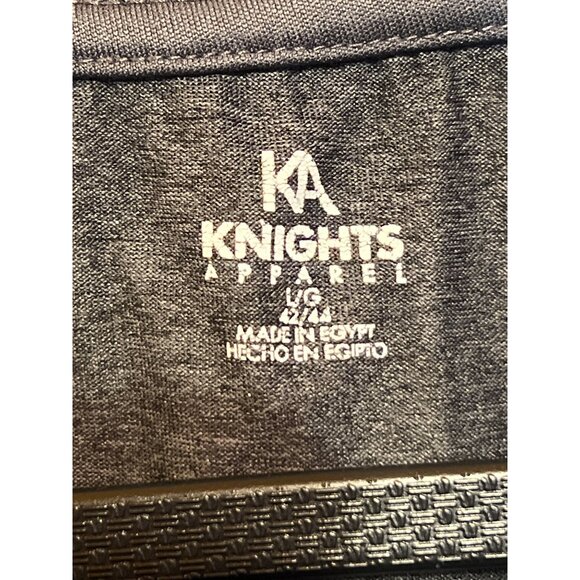 KA
KNIGHTS
APPAREL
L/G
42/44
MADE IN EGYPT
HECHO EN EGIPTO